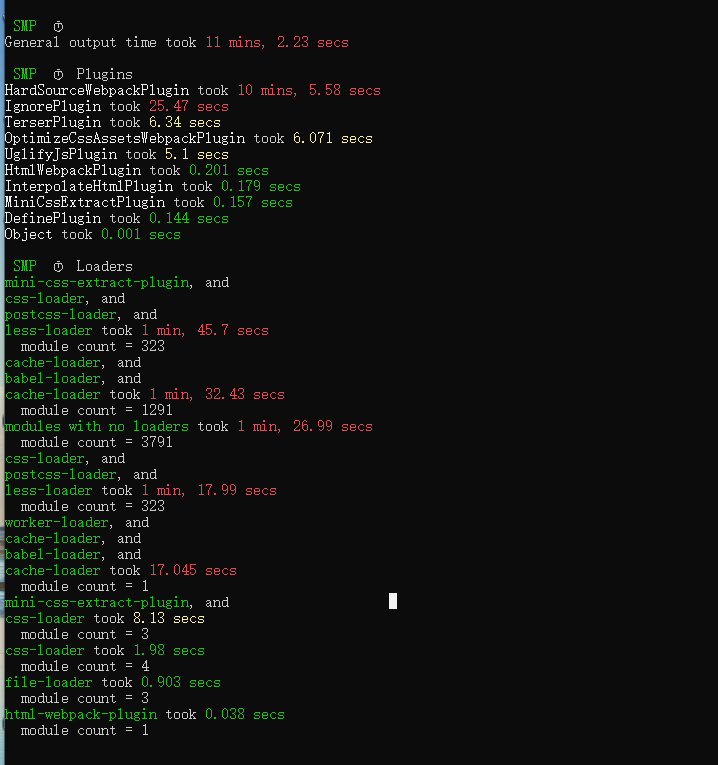 SMP ⏱
General output time took 11 mins, 2.23 secs
SMP ⏱ Plugins
HardSourceWebpackPlugin took 10 mins, 5.58 secs
IgnorePlugin took 25.47 secs
TerserPlugin took 6.34 secs
OptimizeCssAssetsWebpackPlugin took 6.071 secs
UglifyJsPlugin took 5.1 secs
HtmlWebpackPlugin took 0.201 secs
InterpolateHtmlPlugin took 0.179 secs
MiniCssExtractPlugin took 0.157 secs
DefinePlugin took 0.144 secs
Object took 0.001 secs
SMP ⏱ Loaders
mini-css-extract-plugin, and
css-loader, and
postcss-loader, and
less-loader took 1 min, 45.7 secs
module count = 323
cache-loader, and
babel-loader, and
cache-loader took 1 min, 32.43 secs
module count = 1291
modules with no loaders took 1 min, 26.99 secs
module count = 3791
css-loader, and
postcss-loader, and
less-loader took 1 min, 17.99 secs
module count = 323
worker-loader, and
cache-loader, and
babel-loader, and
cache-loader took 17.045 secs
module count = 1
mini-css-extract-plugin, and
css-loader took 8.13 secs
module count = 3
css-loader took 1.98 secs
module count = 4
file-loader took 0.903 secs
module count = 3
html-webpack-plugin took 0.038 secs
module count = 1